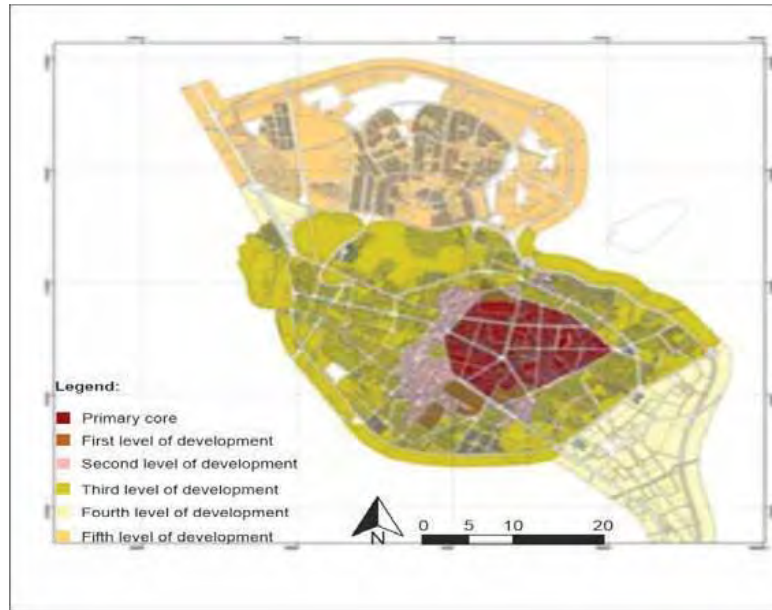 Legend:
Primary core
First level of development
Second level of development
Third level of development
Fourth level of development
Fifth level of development
N
0 5 10 20